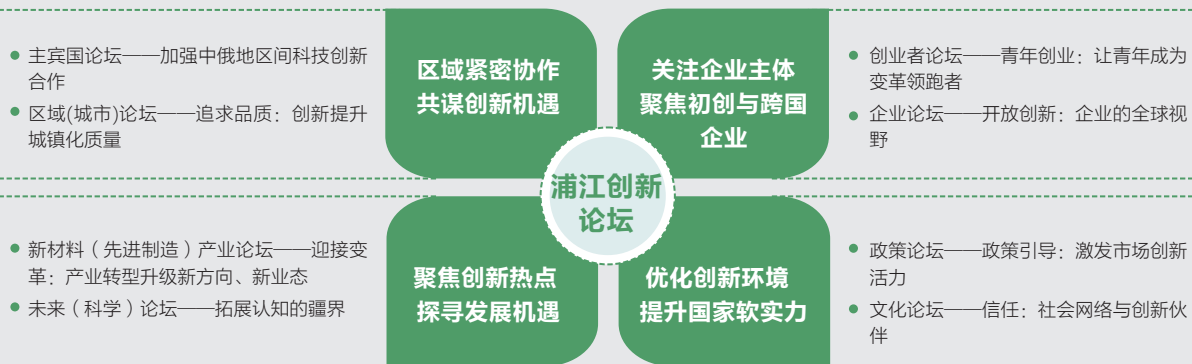 主宾国论坛——加强中俄地区间科技创新
合作
区域(城市)论坛——追求品质：创新提升
城镇化质量
区域紧密协作
共谋创新机遇
关注企业主体
聚焦初创与跨国
企业
创业者论坛——青年创业：让青年成为
变革领跑者
企业论坛——开放创新：企业的全球视
野
浦江创新
论坛
新材料（先进制造）产业论坛——迎接变
革：产业转型升级新方向、新业态
未来（科学）论坛——拓展认知的疆界
聚焦创新热点
探寻发展机遇
优化创新环境
提升国家软实力
政策论坛——政策引导：激发市场创新
活力
文化论坛——信任：社会网络与创新伙
伴